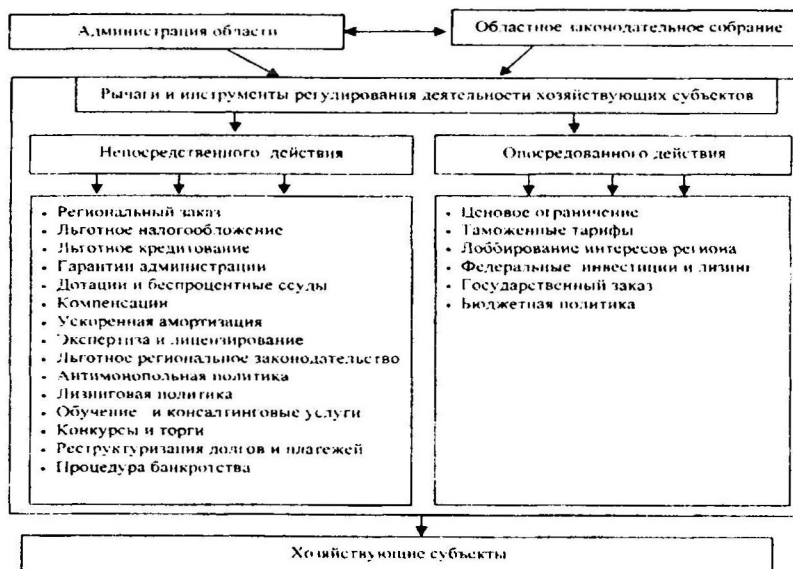 Администрация области
Областное законодательное собрание
Рычаги и инструменты регулирования деятельности хозяйствующих субъектов
Непосредственного действия
• Региональный заказ
• Льготное налогообложение
• Льготное кредитование
• Гарантии администрации
• Дотации и беспроцентные ссуды
• Компенсации
• Ускоренная амортизация
• Экспертиза и лицензирование
• Льготное региональное законодательство
• Антимонопольная политика
• Лизинговая политика
• Обучение и консалтинговые услуги
• Конкурсы и торги
• Реструктуризация долгов и платежей
• Процедура банкротства
Опосредованного действия
• Ценовое ограничение
• Таможенные тарифы
• Лоббирование интересов региона
• Федеральные инвестиции и лизинг
• Государственный заказ
• Бюджетная политика
Хозяйствующие субъекты